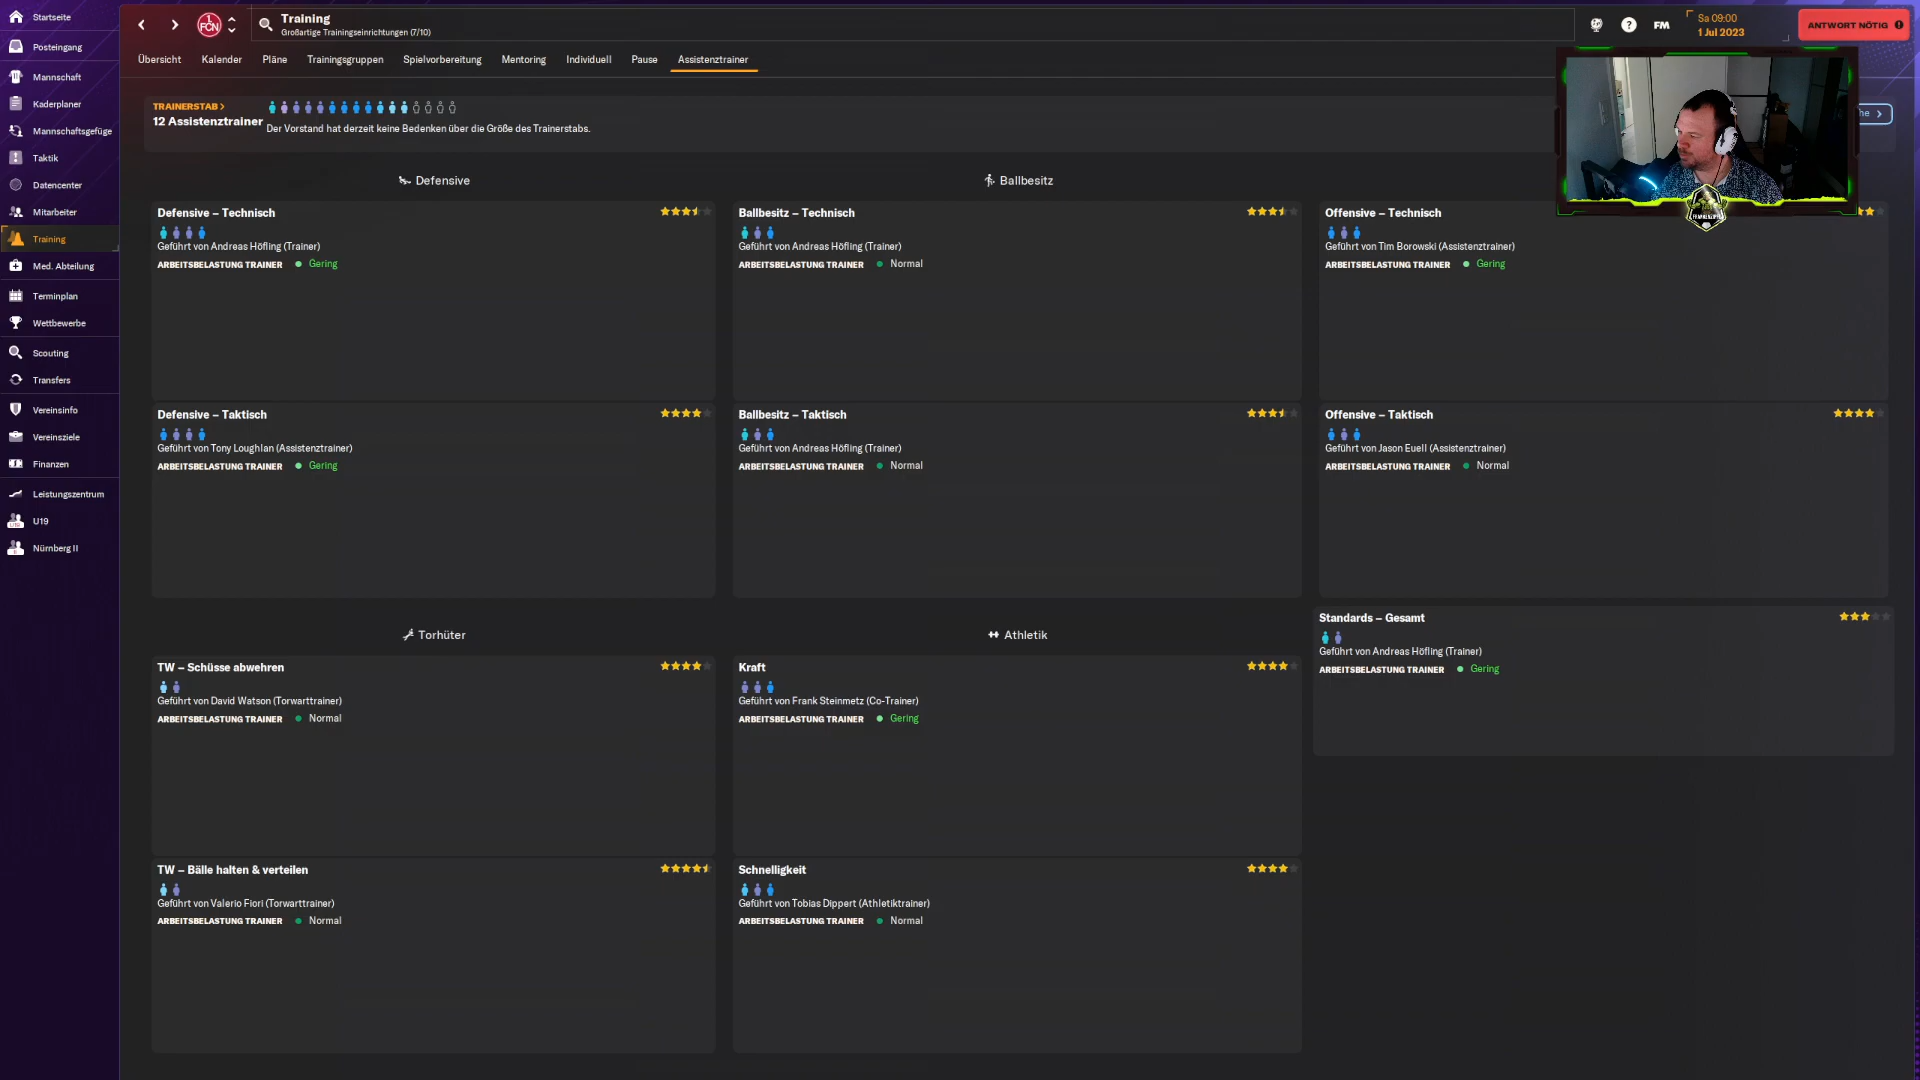 Startseite
Posteingang
Mannschaft
Kaderplaner
Mannschaftsgefüge
Taktik
Datencenter
Mitarbeiter
Training
Med. Abteilung
Terminplan
Wettbewerbe
Scouting
Transfers
Vereinsinfo
Vereinsziele
Finanzen
Leistungszentrum
U19
Nürnberg II
Training
Großartige Trainingseinrichtungen (7/10)
FM
Sa 09:00
1 Jul 2023
ANTWORT NÖTIG
Übersicht
Kalender
Pläne
Trainingsgruppen
Spielvorbereitung
Mentoring
Individuell
Pause
Assistenztrainer
TRAINERSTAB >
12 Assistenztrainer
Der Vorstand hat derzeit keine Bedenken über die Größe des Trainerstabs.
Defensive
Defensive – Technisch
Geführt von Andreas Höfling (Trainer)
ARBEITSBELASTUNG TRAINER Gering
Defensive – Taktisch
Geführt von Tony Loughlan (Assistenztrainer)
ARBEITSBELASTUNG TRAINER Gering
Ballbesitz
Ballbesitz – Technisch
Geführt von Andreas Höfling (Trainer)
ARBEITSBELASTUNG TRAINER Normal
Ballbesitz – Taktisch
Geführt von Andreas Höfling (Trainer)
ARBEITSBELASTUNG TRAINER Normal
Offensive – Technisch
Geführt von Tim Borowski (Assistenztrainer)
ARBEITSBELASTUNG TRAINER Gering
Offensive – Taktisch
Geführt von Jason Euell (Assistenztrainer)
ARBEITSBELASTUNG TRAINER Normal
Torhüter
TW – Schüsse abwehren
Geführt von David Watson (Torwarttrainer)
ARBEITSBELASTUNG TRAINER Normal
TW – Bälle halten & verteilen
Geführt von Valerio Fiori (Torwarttrainer)
ARBEITSBELASTUNG TRAINER Normal
Athletik
Kraft
Geführt von Frank Steinmetz (Co-Trainer)
ARBEITSBELASTUNG TRAINER Gering
Schnelligkeit
Geführt von Tobias Dippert (Athletiktrainer)
ARBEITSBELASTUNG TRAINER Normal
Standards – Gesamt
Geführt von Andreas Höfling (Trainer)
ARBEITSBELASTUNG TRAINER Gering